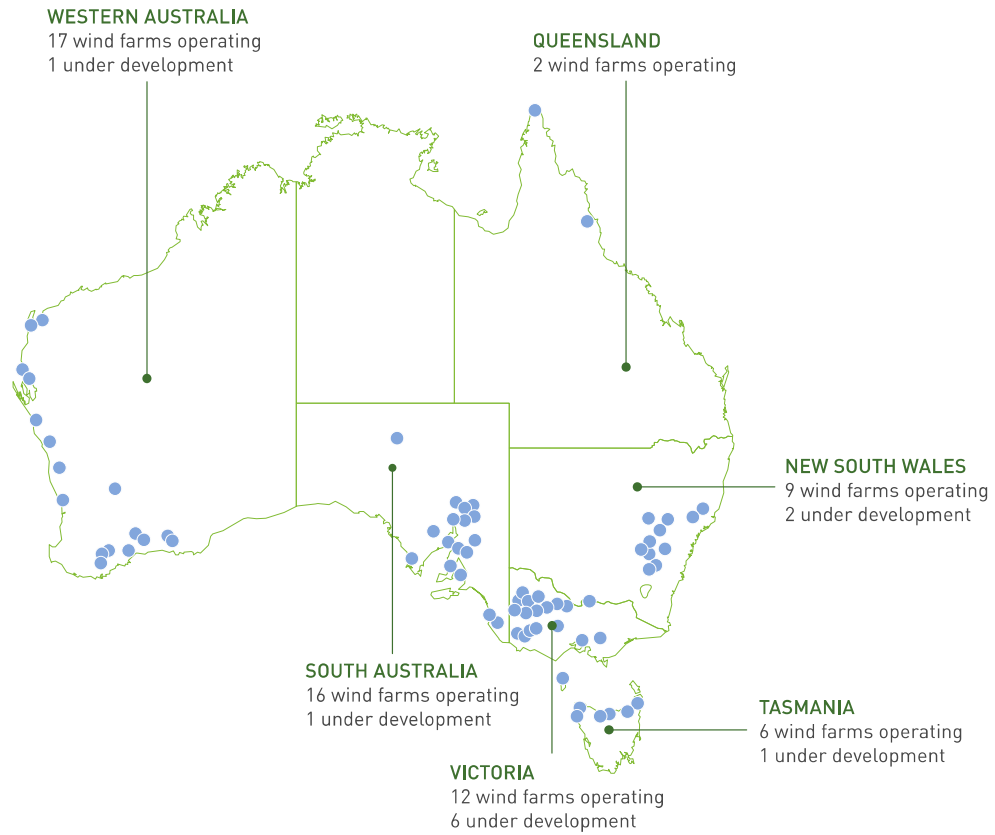 WESTERN AUSTRALIA
17 wind farms operating
1 under development
QUEENSLAND
2 wind farms operating
NEW SOUTH WALES
9 wind farms operating
2 under development
SOUTH AUSTRALIA
16 wind farms operating
1 under development
TASMANIA
6 wind farms operating
1 under development
VICTORIA
12 wind farms operating
6 under development